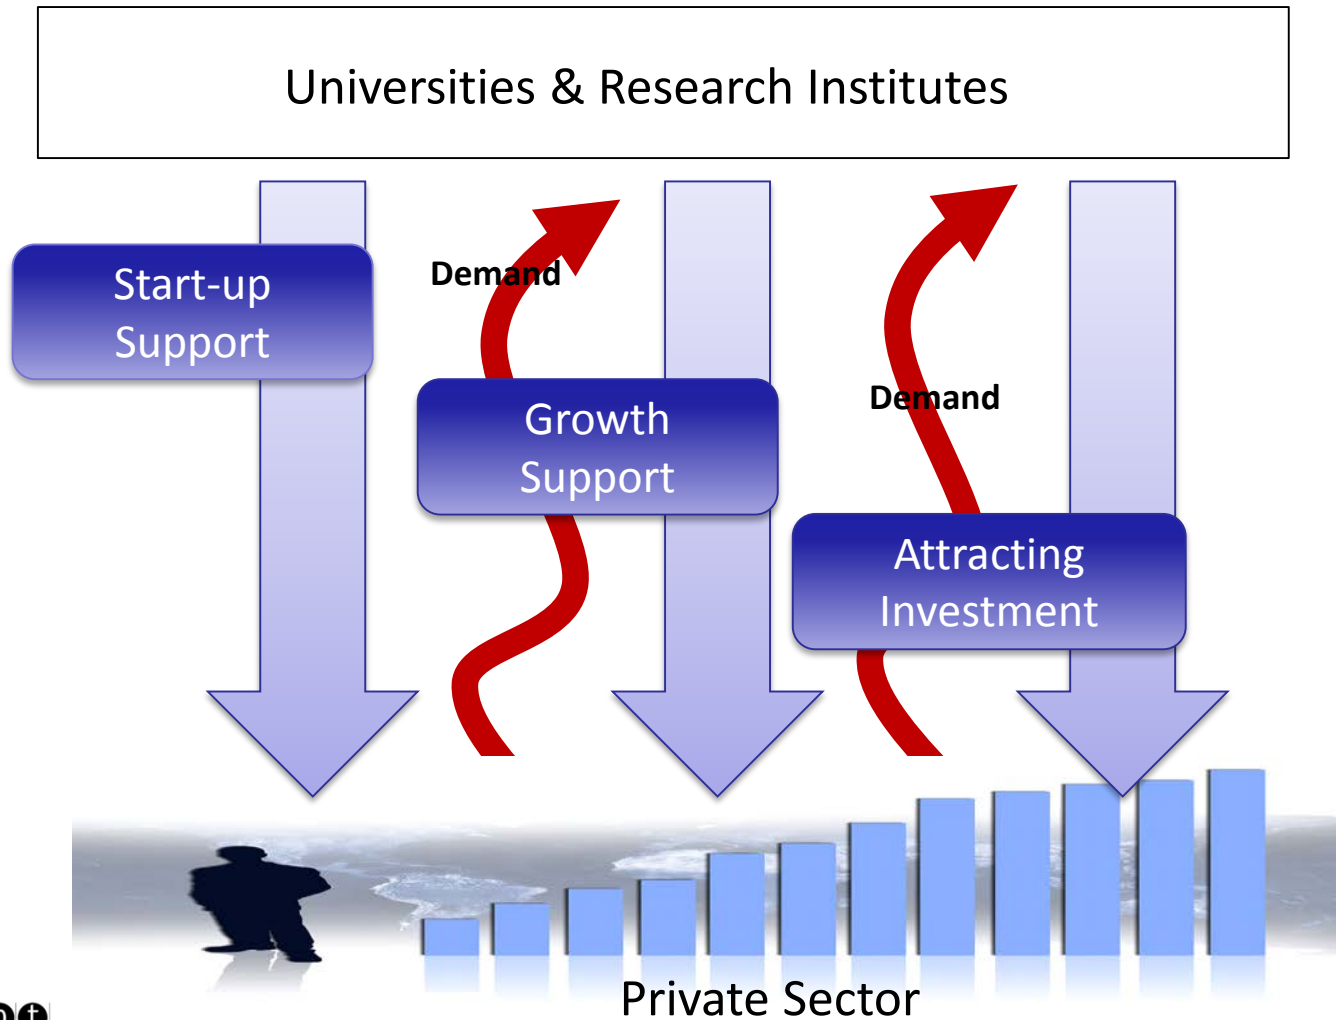 Universities & Research Institutes
Start-up
Support
Demand
Growth
Support
Demand
Attracting
Investment
Private Sector